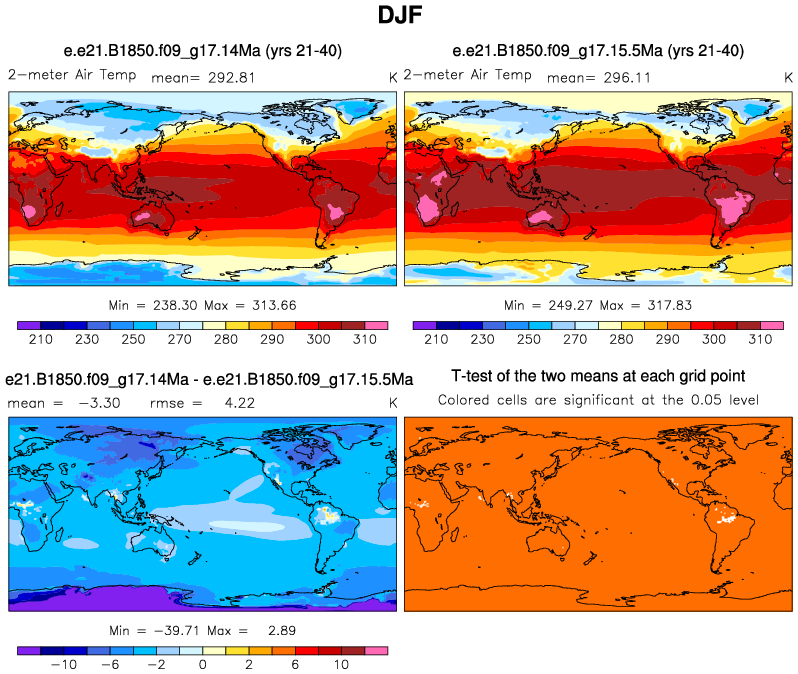 DJF
e.e21.B1850.f09_g17.14Ma (yrs 21-40)
2-meter Air Temp mean= 292.81 K
Min = 238.30 Max = 313.66
210 230 250 270 280 290 300 310
e.e21.B1850.f09_g17.15.5Ma (yrs 21-40)
2-meter Air Temp mean= 296.11 K
Min = 249.27 Max = 317.83
210 230 250 270 280 290 300 310
e21.B1850.f09_g17.14Ma - e.e21.B1850.f09_g17.15.5Ma
mean = -3.30 rmse = 4.22 K
Min = -39.71 Max = 2.89
-10 -6 -2 0 2 6 10
T-test of the two means at each grid point
Colored cells are significant at the 0.05 level